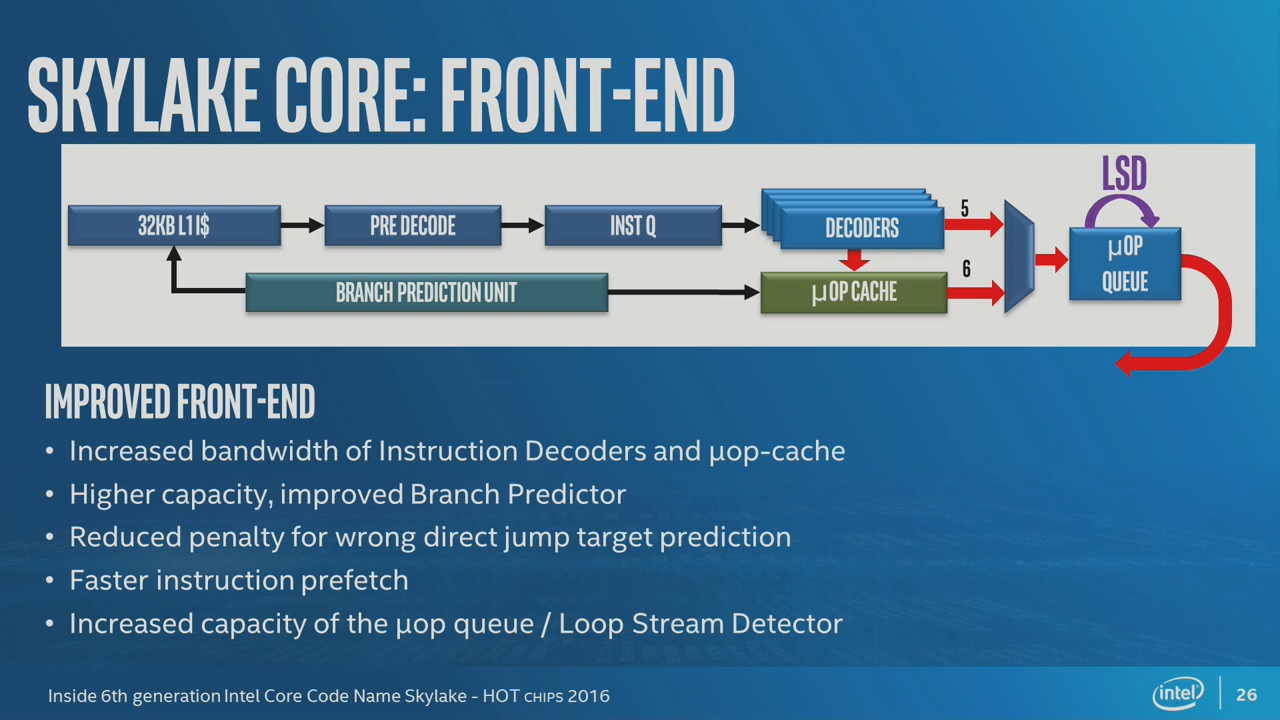 SKYLAKE CORE: FRONT-END
LSD
32KB L1 I$
PRE DECODE
INST Q
DECODERS
5
µOP
QUEUE
BRANCH PREDICTION UNIT
µOP CACHE
6
IMPROVED FRONT-END
• Increased bandwidth of Instruction Decoders and µop-cache
• Higher capacity, improved Branch Predictor
• Reduced penalty for wrong direct jump target prediction
• Faster instruction prefetch
• Increased capacity of the µop queue / Loop Stream Detector
Inside 6th generation Intel Core Code Name Skylake - HOT CHIPS 2016
intel
26